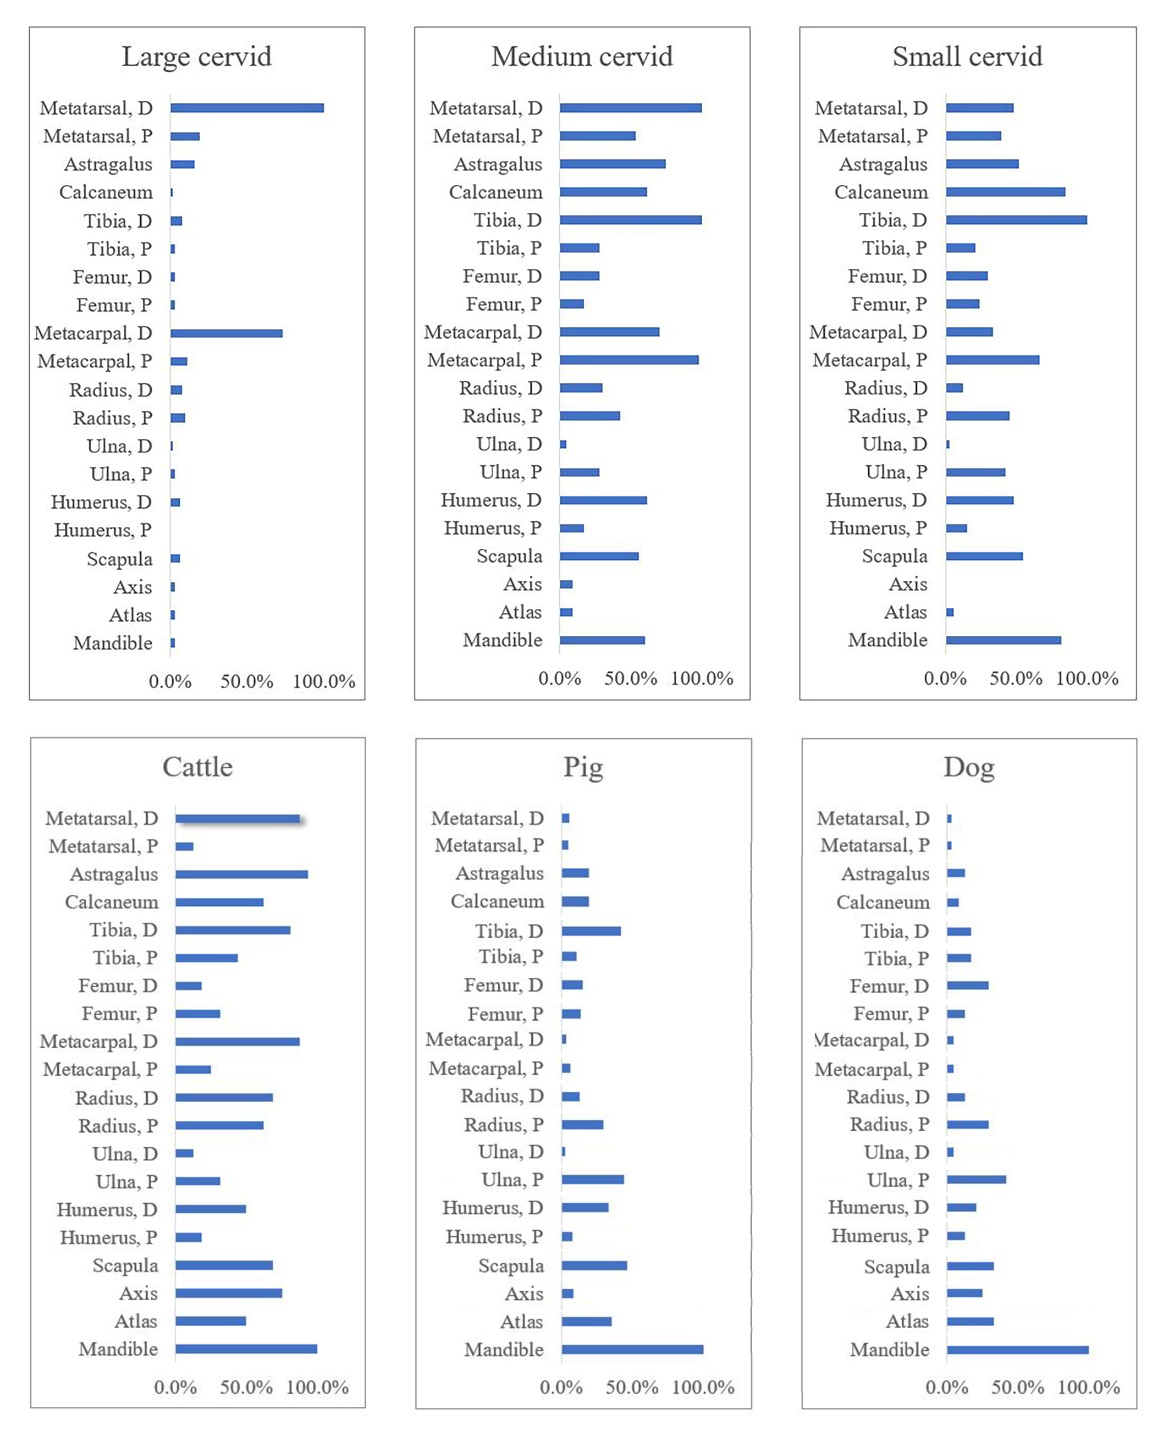 Large cervid
Metatarsal, D
Metatarsal, P
Astragalus
Calcaneum
Tibia, D
Tibia, P
Femur, D
Femur, P
Metacarpal, D
Metacarpal, P
Radius, D
Radius, P
Ulna, D
Ulna, P
Humerus, D
Humerus, P
Scapula
Axis
Atlas
Mandible
0.0% 50.0% 100.0%
Medium cervid
Metatarsal, D
Metatarsal, P
Astragalus
Calcaneum
Tibia, D
Tibia, P
Femur, D
Femur, P
Metacarpal, D
Metacarpal, P
Radius, D
Radius, P
Ulna, D
Ulna, P
Humerus, D
Humerus, P
Scapula
Axis
Atlas
Mandible
0.0% 50.0% 100.0%
Small cervid
Metatarsal, D
Metatarsal, P
Astragalus
Calcaneum
Tibia, D
Tibia, P
Femur, D
Femur, P
Metacarpal, D
Metacarpal, P
Radius, D
Radius, P
Ulna, D
Ulna, P
Humerus, D
Humerus, P
Scapula
Axis
Atlas
Mandible
0.0% 50.0% 100.0%
Cattle
Metatarsal, D
Metatarsal, P
Astragalus
Calcaneum
Tibia, D
Tibia, P
Femur, D
Femur, P
Metacarpal, D
Metacarpal, P
Radius, D
Radius, P
Ulna, D
Ulna, P
Humerus, D
Humerus, P
Scapula
Axis
Atlas
Mandible
0.0% 50.0% 100.0%
Pig
Metatarsal, D
Metatarsal, P
Astragalus
Calcaneum
Tibia, D
Tibia, P
Femur, D
Femur, P
Metacarpal, D
Metacarpal, P
Radius, D
Radius, P
Ulna, D
Ulna, P
Humerus, D
Humerus, P
Scapula
Axis
Atlas
Mandible
0.0% 50.0% 100.0%
Dog
Metatarsal, D
Metatarsal, P
Astragalus
Calcaneum
Tibia, D
Tibia, P
Femur, D
Femur, P
Metacarpal, D
Metacarpal, P
Radius, D
Radius, P
Ulna, D
Ulna, P
Humerus, D
Humerus, P
Scapula
Axis
Atlas
Mandible
0.0% 50.0% 100.0%